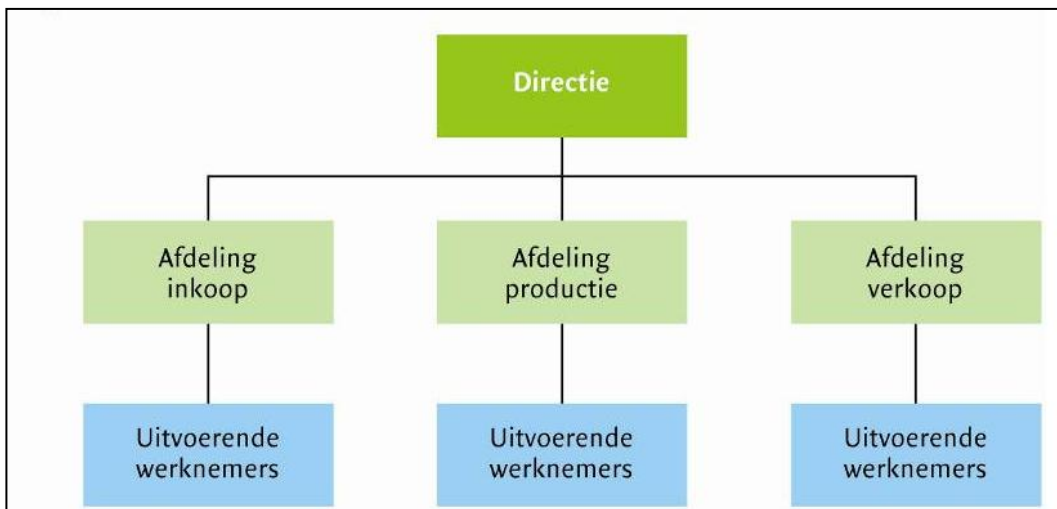 Directie
Afdeling
inkoop
Afdeling
productie
Afdeling
verkoop
Uitvoerende
werknemers
Uitvoerende
werknemers
Uitvoerende
werknemers